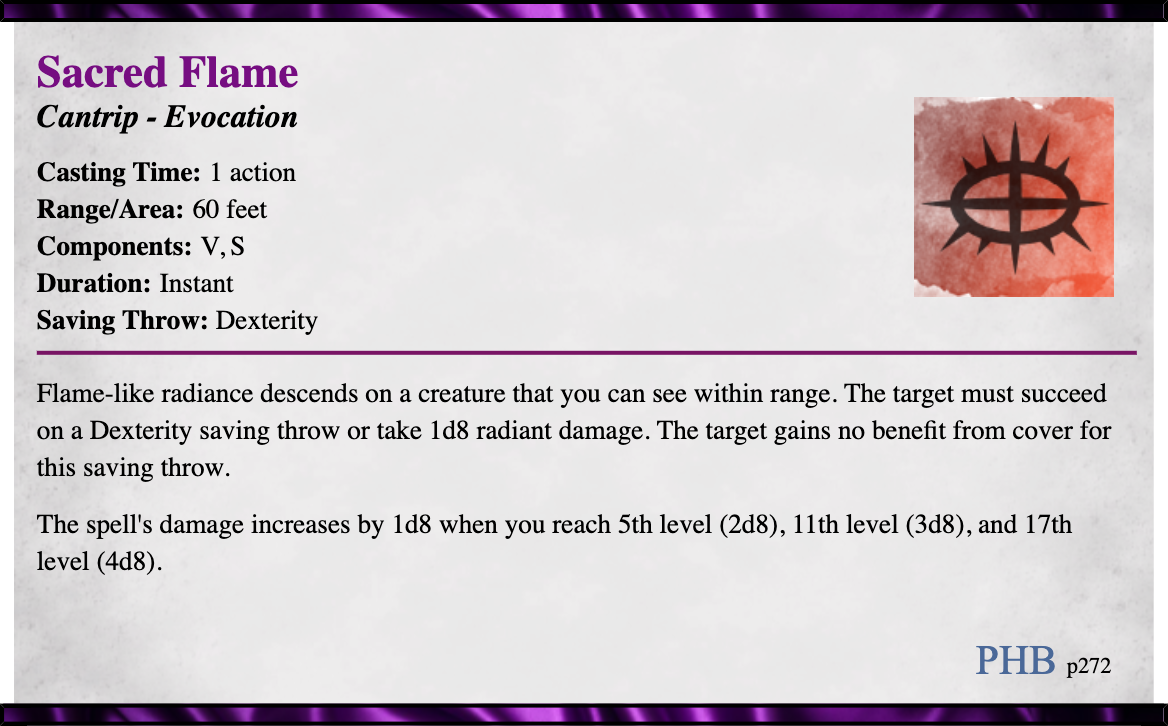 Sacred Flame
Cantrip - Evocation
Casting Time: 1 action
Range/Area: 60 feet
Components: V, S
Duration: Instant
Saving Throw: Dexterity
Flame-like radiance descends on a creature that you can see within range. The target must succeed
on a Dexterity saving throw or take 1d8 radiant damage. The target gains no benefit from cover for
this saving throw.
The spell's damage increases by 1d8 when you reach 5th level (2d8), 11th level (3d8), and 17th
level (4d8).
PHB p272